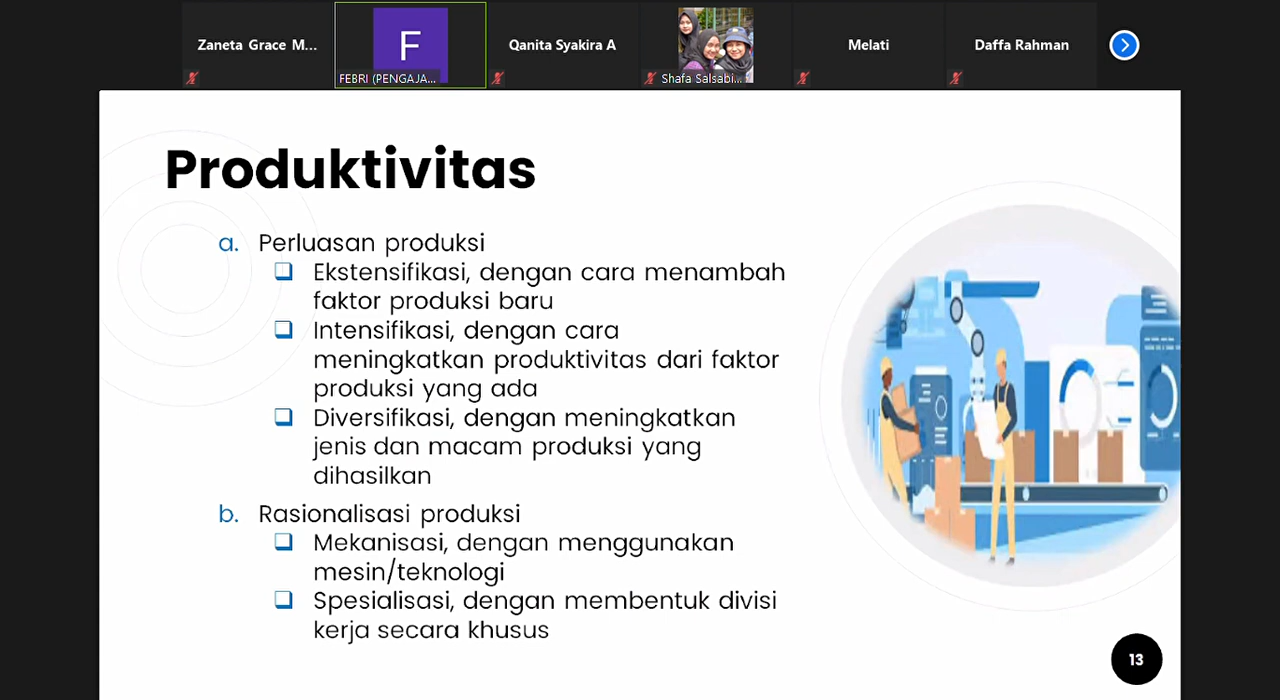 Zaneta Grace M...
F
FEBRI (PENGAJA...
Qanita Syakira A
Shafa Salsabi...
Melati
Daffa Rahman
Produktivitas
a. Perluasan produksi
❑ Ekstensifikasi, dengan cara menambah
faktor produksi baru
❑ Intensifikasi, dengan cara
meningkatkan produktivitas dari faktor
produksi yang ada
❑ Diversifikasi, dengan meningkatkan
jenis dan macam produksi yang
dihasilkan
b. Rasionalisasi produksi
❑ Mekanisasi, dengan menggunakan
mesin/teknologi
❑ Spesialisasi, dengan membentuk divisi
kerja secara khusus
13